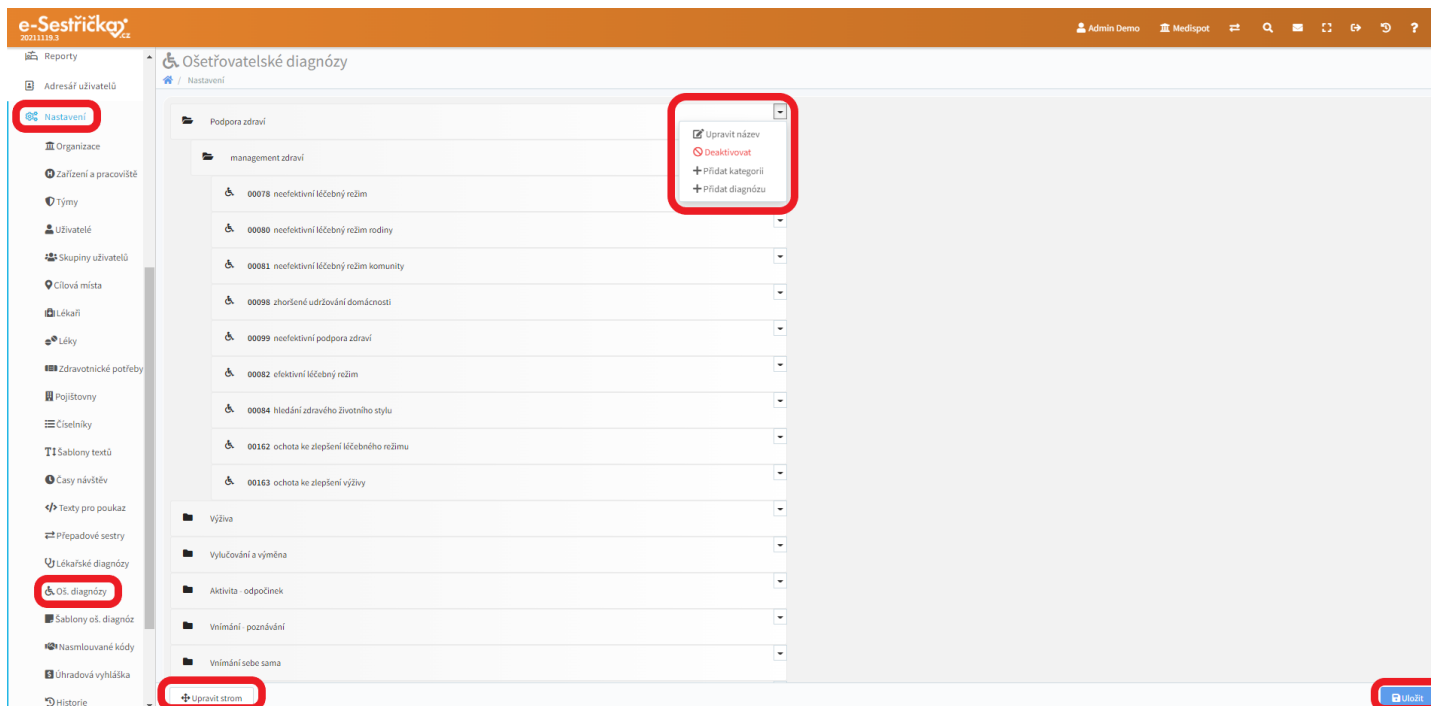 e-Sestřička.cz
20211119.3
Admin Demo
Medispot
?
Reporty
Adresář uživatelů
Nastavení
Organizace
Zařízení a pracoviště
Týmy
Uživatelé
Skupiny uživatelů
Cílová místa
Lékaři
Léky
Zdravotnické potřeby
Pojišťovny
Číselníky
Šablony textů
Časy návštěv
Texty pro poukaz
Přepadové sestry
Lékařské diagnózy
Oš. diagnózy
Šablony oš. diagnóz
Nasmlouvané kódy
Úhradová vyhláška
Historie
Ošetřovatelské diagnózy
/ Nastavení
Podpora zdraví
Upravit název
Deaktivovat
Přidat kategorii
Přidat diagnózu
management zdraví
00078 neefektivní léčebný režim
00080 neefektivní léčebný režim rodiny
00081 neefektivní léčebný režim komunity
00098 zhoršené udržování domácnosti
00099 neefektivní podpora zdraví
00082 efektivní léčebný režim
00084 hledání zdravého životního stylu
00162 ochota ke zlepšení léčebného režimu
00163 ochota ke zlepšení výživy
Výživa
Vylučování a výměna
Aktivita - odpočinek
Vnímání - poznávání
Vnímání sebe sama
Upravit strom
Uložit